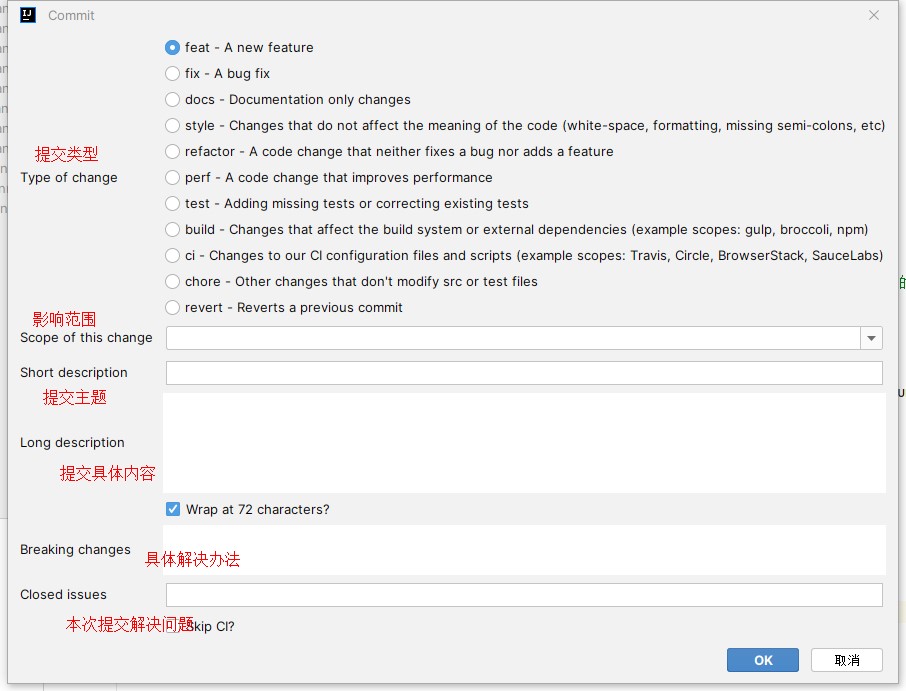 Commit
feat - A new feature
fix - A bug fix
docs - Documentation only changes
style - Changes that do not affect the meaning of the code (white-space, formatting, missing semi-colons, etc)
提交类型
refactor - A code change that neither fixes a bug nor adds a feature
Type of change
perf - A code change that improves performance
test - Adding missing tests or correcting existing tests
build - Changes that affect the build system or external dependencies (example scopes: gulp, broccoli, npm)
ci - Changes to our CI configuration files and scripts (example scopes: Travis, Circle, BrowserStack, SauceLabs)
chore - Other changes that don't modify src or test files
revert - Reverts a previous commit
影响范围
Scope of this change
Short description
提交主题
Long description
提交具体内容
Wrap at 72 characters?
Breaking changes
具体解决办法
Closed issues
本次提交解决问题
Skip CI?
OK
取消